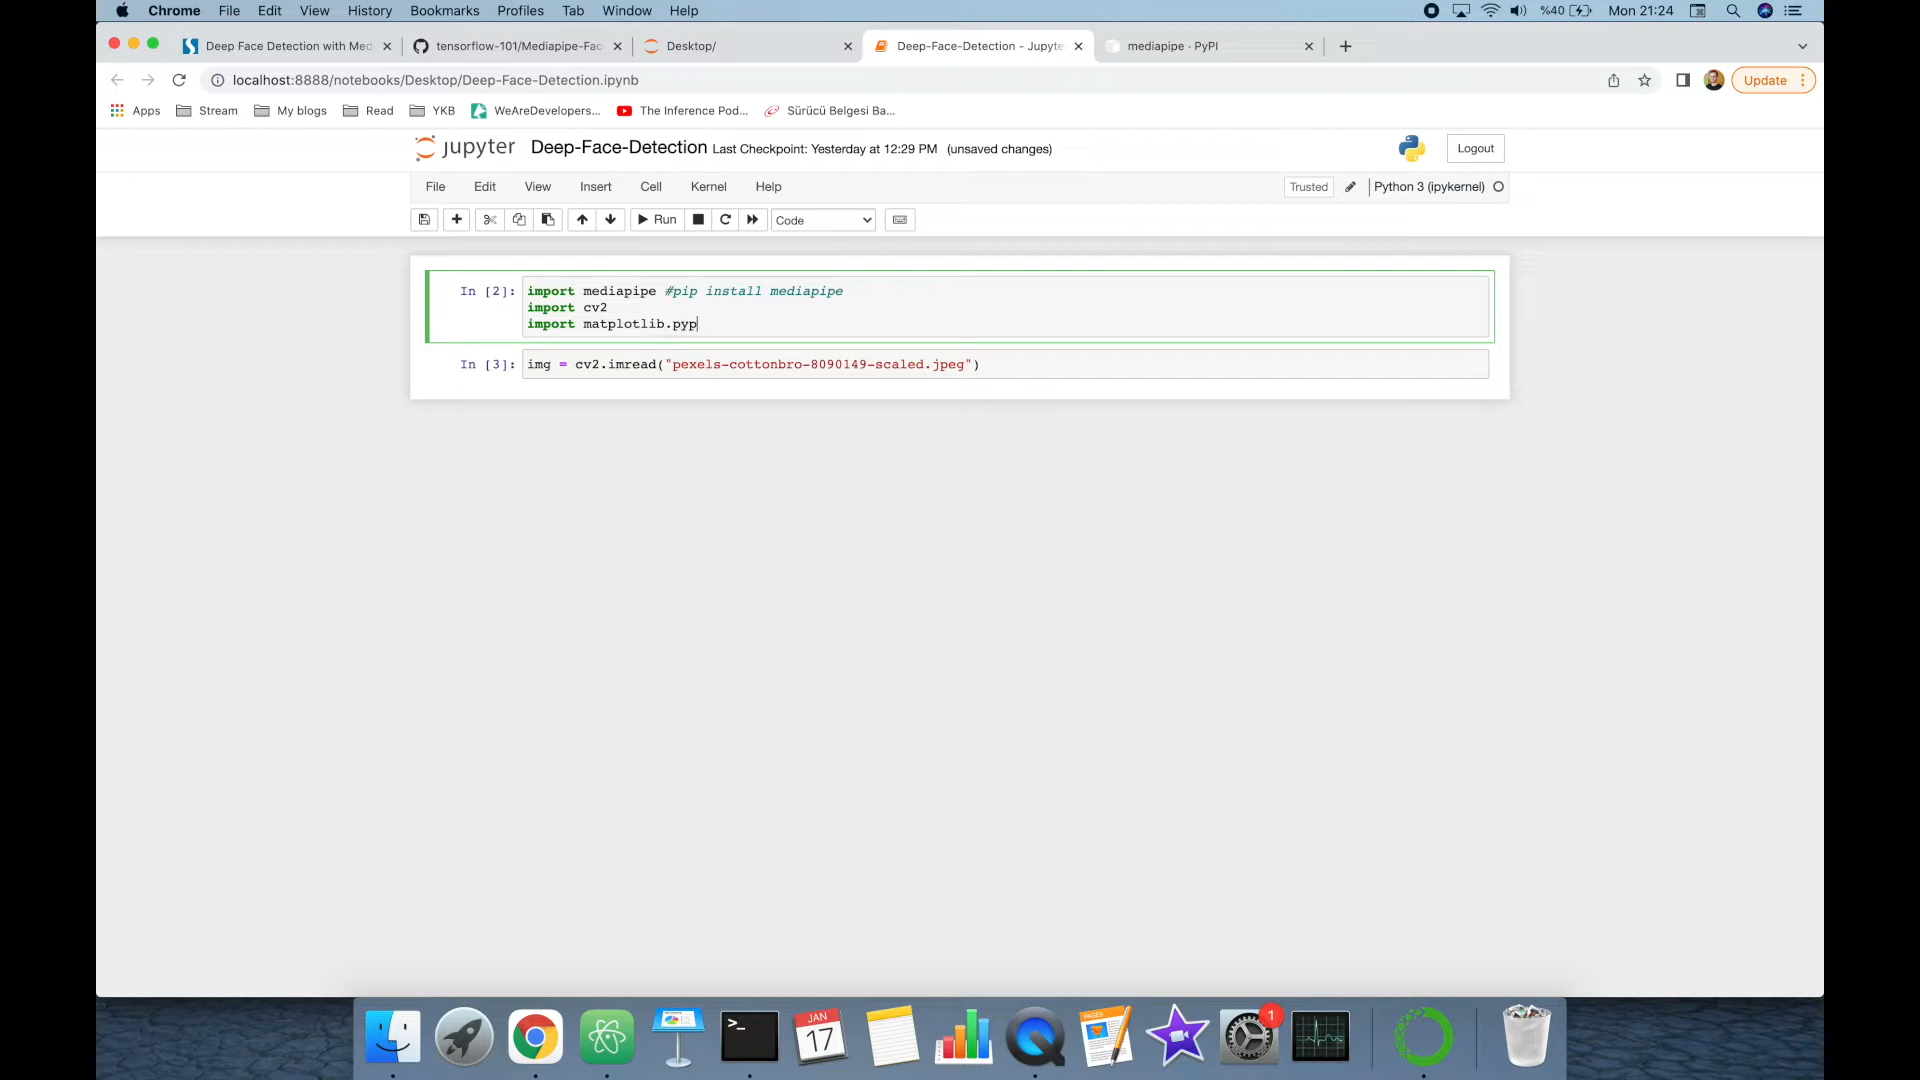 Chrome File Edit View History Bookmarks Profiles Tab Window Help %40 Mon 21:24
Deep Face Detection with Med tensorflow-101/Mediapipe-Fac Desktop/ Deep-Face-Detection - Jupyte mediapipe · PyPI
localhost:8888/notebooks/Desktop/Deep-Face-Detection.ipynb Update
Apps Stream My blogs Read YKB WeAreDevelopers... The Inference Pod... Sürücü Belgesi Ba...
jupyter Deep-Face-Detection Last Checkpoint: Yesterday at 12:29 PM (unsaved changes) Logout
File Edit View Insert Cell Kernel Help Trusted Python 3 (ipykernel)
Run Code
In [2]: import mediapipe #pip install mediapipe
import cv2
import matplotlib.pyp
In [3]: img = cv2.imread("pexels-cottonbro-8090149-scaled.jpeg")
JAN
17
PAGES
1